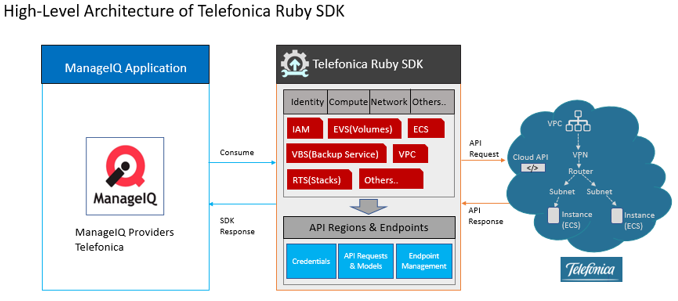 High-Level Architecture of Telefonica Ruby SDK
ManageIQ Application
ManageIQ
ManageIQ Providers
Telefonica
Consume
SDK
Response
Telefonica Ruby SDK
Identity Compute Network Others..
IAM EVS(Volumes) ECS
VBS(Backup Service) VPC
RTS(Stacks) Others..
API Regions & Endpoints
Credentials
API Requests
& Models
Endpoint
Management
API
Request
API
Response
VPC
Cloud API
</>
VPN
Router
Subnet Subnet
Instance
(ECS)
Instance
(ECS)
Telefónica